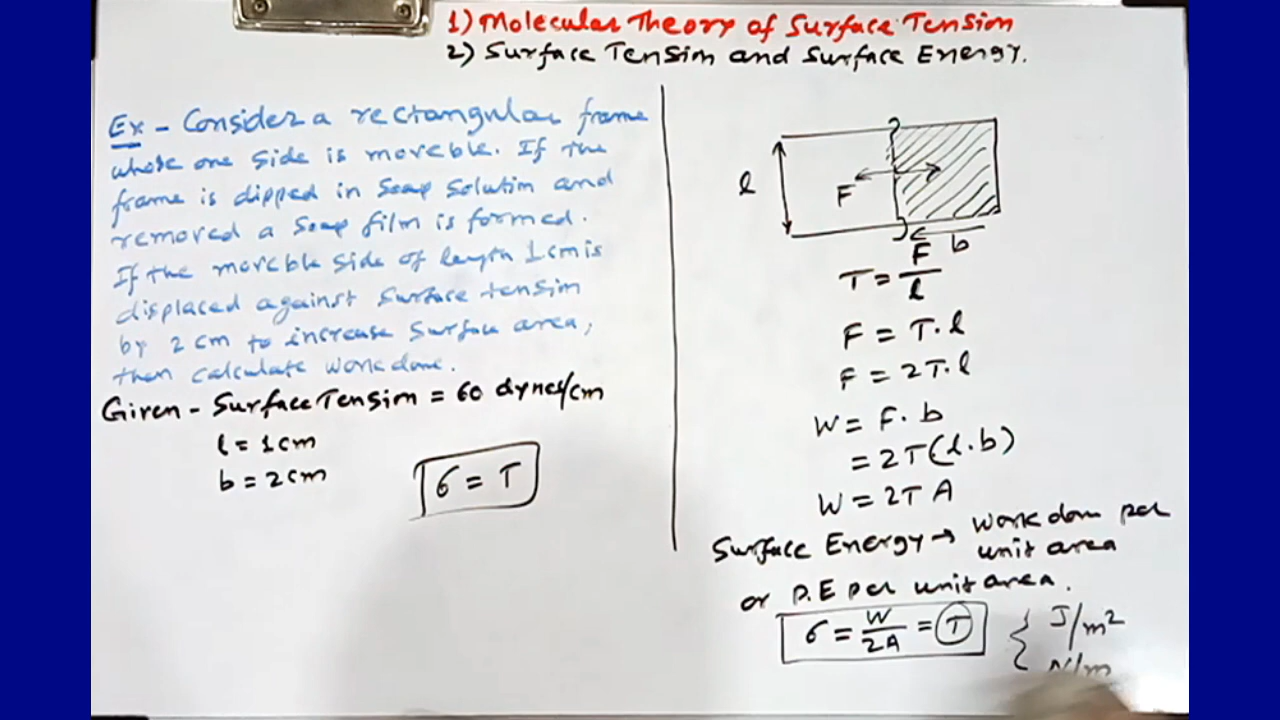 1) Molecular Theory of Surface Tension
2) Surface Tension and Surface Energy.
Ex - Consider a rectangular frame
whose one side is moveble. If the
frame is dipped in soap solution and
removed a soap film is formed.
If the moveble side of length 1cm is
displaced against surface tension
by 2 cm to increase surface area,
then calculate work done.
Given - Surface Tension = 60 dynes/cm
l = 1cm
b = 2cm
σ = T
l
F
b
T = F/l
F = T.l
F = 2T.l
W = F.b
= 2T(l.b)
W = 2TA
Surface Energy → Work done per
unit area
or P.E per unit area.
σ = W/2A = T
{ J/m²
N/m